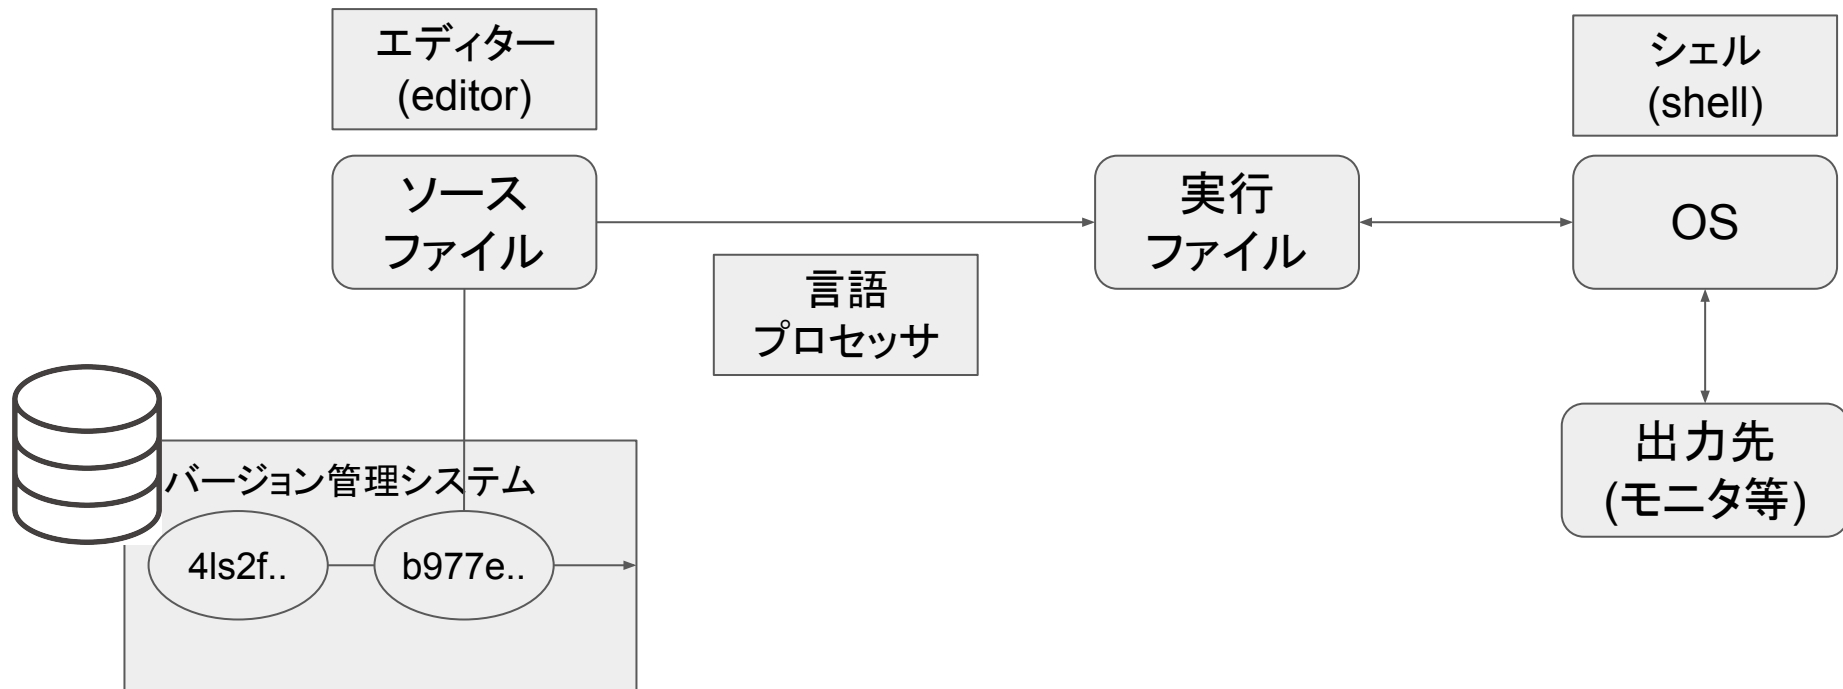 エディター
(editor)
シェル
(shell)
ソース
ファイル
実行
ファイル
OS
言語
プロセッサ
バージョン管理システム
4ls2f..
b977e..
出力先
(モニタ等)